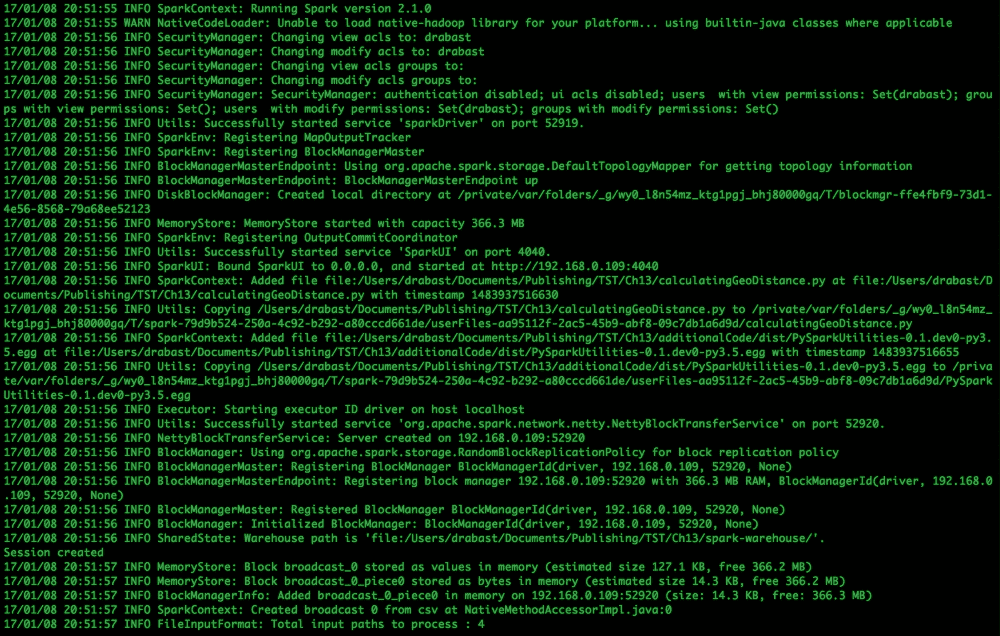 17/01/08 20:51:55 INFO SparkContext: Running Spark version 2.1.0
17/01/08 20:51:55 WARN NativeCodeLoader: Unable to load native-hadoop library for your platform... using builtin-java classes where applicable
17/01/08 20:51:56 INFO SecurityManager: Changing view acls to: drabast
17/01/08 20:51:56 INFO SecurityManager: Changing modify acls to: drabast
17/01/08 20:51:56 INFO SecurityManager: Changing view acls groups to:
17/01/08 20:51:56 INFO SecurityManager: Changing modify acls groups to:
17/01/08 20:51:56 INFO SecurityManager: SecurityManager: authentication disabled; ui acls disabled; users  with view permissions: Set(drabast); grou
ps with view permissions: Set(); users  with modify permissions: Set(drabast); groups with modify permissions: Set()
17/01/08 20:51:56 INFO Utils: Successfully started service 'sparkDriver' on port 52919.
17/01/08 20:51:56 INFO SparkEnv: Registering MapOutputTracker
17/01/08 20:51:56 INFO SparkEnv: Registering BlockManagerMaster
17/01/08 20:51:56 INFO BlockManagerMasterEndpoint: Using org.apache.spark.storage.DefaultTopologyMapper for getting topology information
17/01/08 20:51:56 INFO BlockManagerMasterEndpoint: BlockManagerMasterEndpoint up
17/01/08 20:51:56 INFO DiskBlockManager: Created local directory at /private/var/folders/_g/wy0_l8n54mz_ktg1pgj_bhj80000gq/T/blockmgr-ffe4fbf9-73d1-
4e56-8568-79a68ee52123
17/01/08 20:51:56 INFO MemoryStore: MemoryStore started with capacity 366.3 MB
17/01/08 20:51:56 INFO SparkEnv: Registering OutputCommitCoordinator
17/01/08 20:51:56 INFO Utils: Successfully started service 'SparkUI' on port 4040.
17/01/08 20:51:56 INFO SparkUI: Bound SparkUI to 0.0.0.0, and started at http://192.168.0.109:4040
17/01/08 20:51:56 INFO SparkContext: Added file file:/Users/drabast/Documents/Publishing/TST/Ch13/calculatingGeoDistance.py at file:/Users/drabast/D
ocuments/Publishing/TST/Ch13/calculatingGeoDistance.py with timestamp 1483937516630
17/01/08 20:51:56 INFO Utils: Copying /Users/drabast/Documents/Publishing/TST/Ch13/calculatingGeoDistance.py to /private/var/folders/_g/wy0_l8n54mz_
ktg1pgj_bhj80000gq/T/spark-79d9b524-250a-4c92-b292-a80cccd661de/userFiles-aa95112f-2ac5-45b9-abf8-09c7db1a6d9d/calculatingGeoDistance.py
17/01/08 20:51:56 INFO SparkContext: Added file file:/Users/drabast/Documents/Publishing/TST/Ch13/additionalCode/dist/PySparkUtilities-0.1.dev0-py3.
5.egg at file:/Users/drabast/Documents/Publishing/TST/Ch13/additionalCode/dist/PySparkUtilities-0.1.dev0-py3.5.egg with timestamp 1483937516655
17/01/08 20:51:56 INFO Utils: Copying /Users/drabast/Documents/Publishing/TST/Ch13/additionalCode/dist/PySparkUtilities-0.1.dev0-py3.5.egg to /priva
te/var/folders/_g/wy0_l8n54mz_ktg1pgj_bhj80000gq/T/spark-79d9b524-250a-4c92-b292-a80cccd661de/userFiles-aa95112f-2ac5-45b9-abf8-09c7db1a6d9d/PySpark
Utilities-0.1.dev0-py3.5.egg
17/01/08 20:51:56 INFO Executor: Starting executor ID driver on host localhost
17/01/08 20:51:56 INFO Utils: Successfully started service 'org.apache.spark.network.netty.NettyBlockTransferService' on port 52920.
17/01/08 20:51:56 INFO NettyBlockTransferService: Server created on 192.168.0.109:52920
17/01/08 20:51:56 INFO BlockManager: Using org.apache.spark.storage.RandomBlockReplicationPolicy for block replication policy
17/01/08 20:51:56 INFO BlockManagerMaster: Registering BlockManager BlockManagerId(driver, 192.168.0.109, 52920, None)
17/01/08 20:51:56 INFO BlockManagerMasterEndpoint: Registering block manager 192.168.0.109:52920 with 366.3 MB RAM, BlockManagerId(driver, 192.168.0
.109, 52920, None)
17/01/08 20:51:56 INFO BlockManagerMaster: Registered BlockManager BlockManagerId(driver, 192.168.0.109, 52920, None)
17/01/08 20:51:56 INFO BlockManager: Initialized BlockManager: BlockManagerId(driver, 192.168.0.109, 52920, None)
17/01/08 20:51:56 INFO SharedState: Warehouse path is 'file:/Users/drabast/Documents/Publishing/TST/Ch13/spark-warehouse/'.
Session created
17/01/08 20:51:57 INFO MemoryStore: Block broadcast_0 stored as values in memory (estimated size 127.1 KB, free 366.2 MB)
17/01/08 20:51:57 INFO MemoryStore: Block broadcast_0_piece0 stored as bytes in memory (estimated size 14.3 KB, free 366.2 MB)
17/01/08 20:51:57 INFO BlockManagerInfo: Added broadcast_0_piece0 in memory on 192.168.0.109:52920 (size: 14.3 KB, free: 366.3 MB)
17/01/08 20:51:57 INFO SparkContext: Created broadcast 0 from csv at NativeMethodAccessorImpl.java:0
17/01/08 20:51:57 INFO FileInputFormat: Total input paths to process : 4